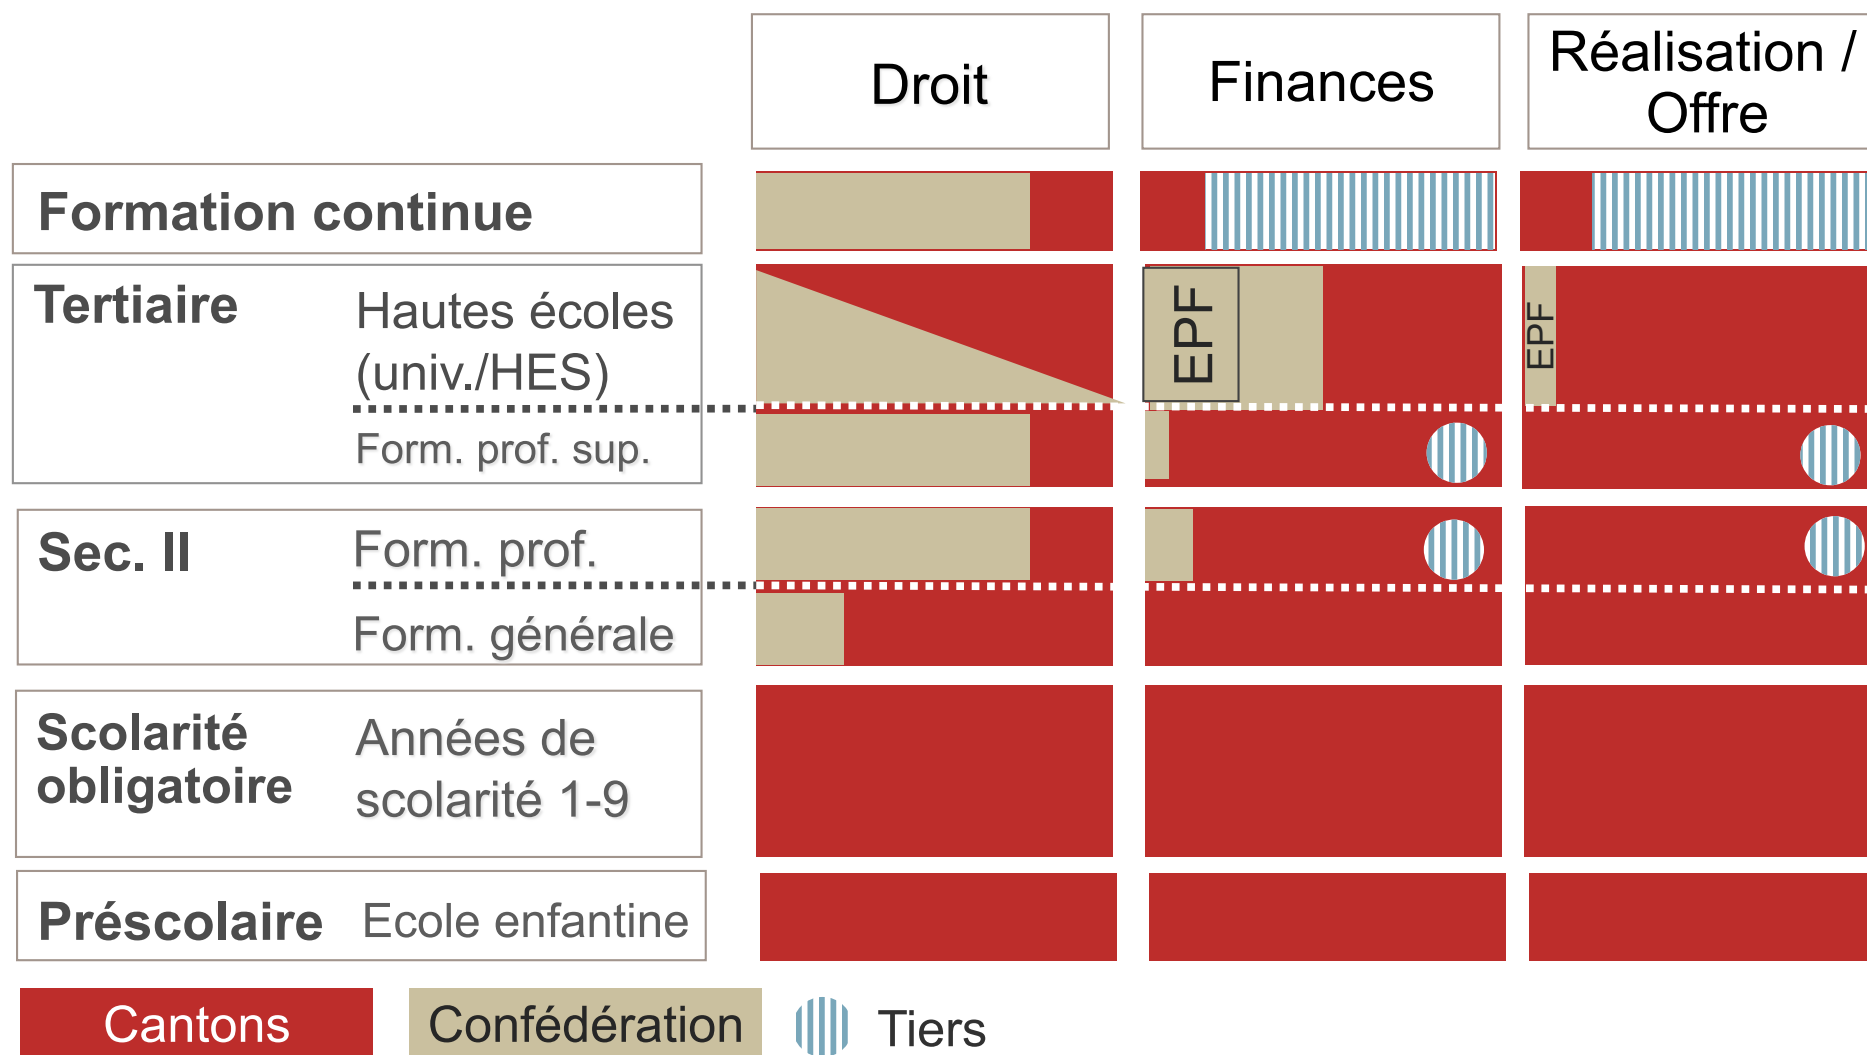 Droit
Finances
Réalisation /
Offre
Formation continue
Tertiaire
Hautes écoles
(univ./HES)
EPF
EPF
Form. prof. sup.
Sec. II
Form. prof.
Form. générale
Scolarité
obligatoire
Années de
scolarité 1-9
Préscolaire
Ecole enfantine
Cantons
Confédération
Tiers